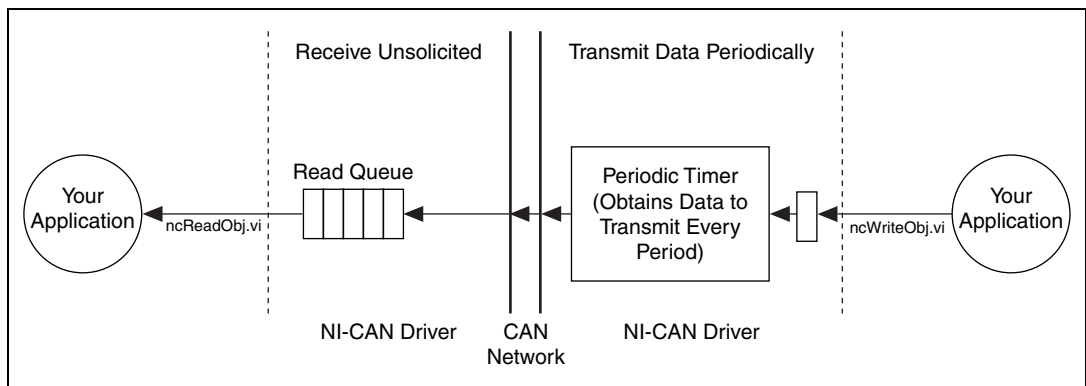 Receive Unsolicited
Transmit Data Periodically
Your
Application
ncReadObj.vi
Read Queue
Periodic Timer
(Obtains Data to
Transmit Every
Period)
ncWriteObj.vi
Your
Application
NI-CAN Driver
CAN
Network
NI-CAN Driver